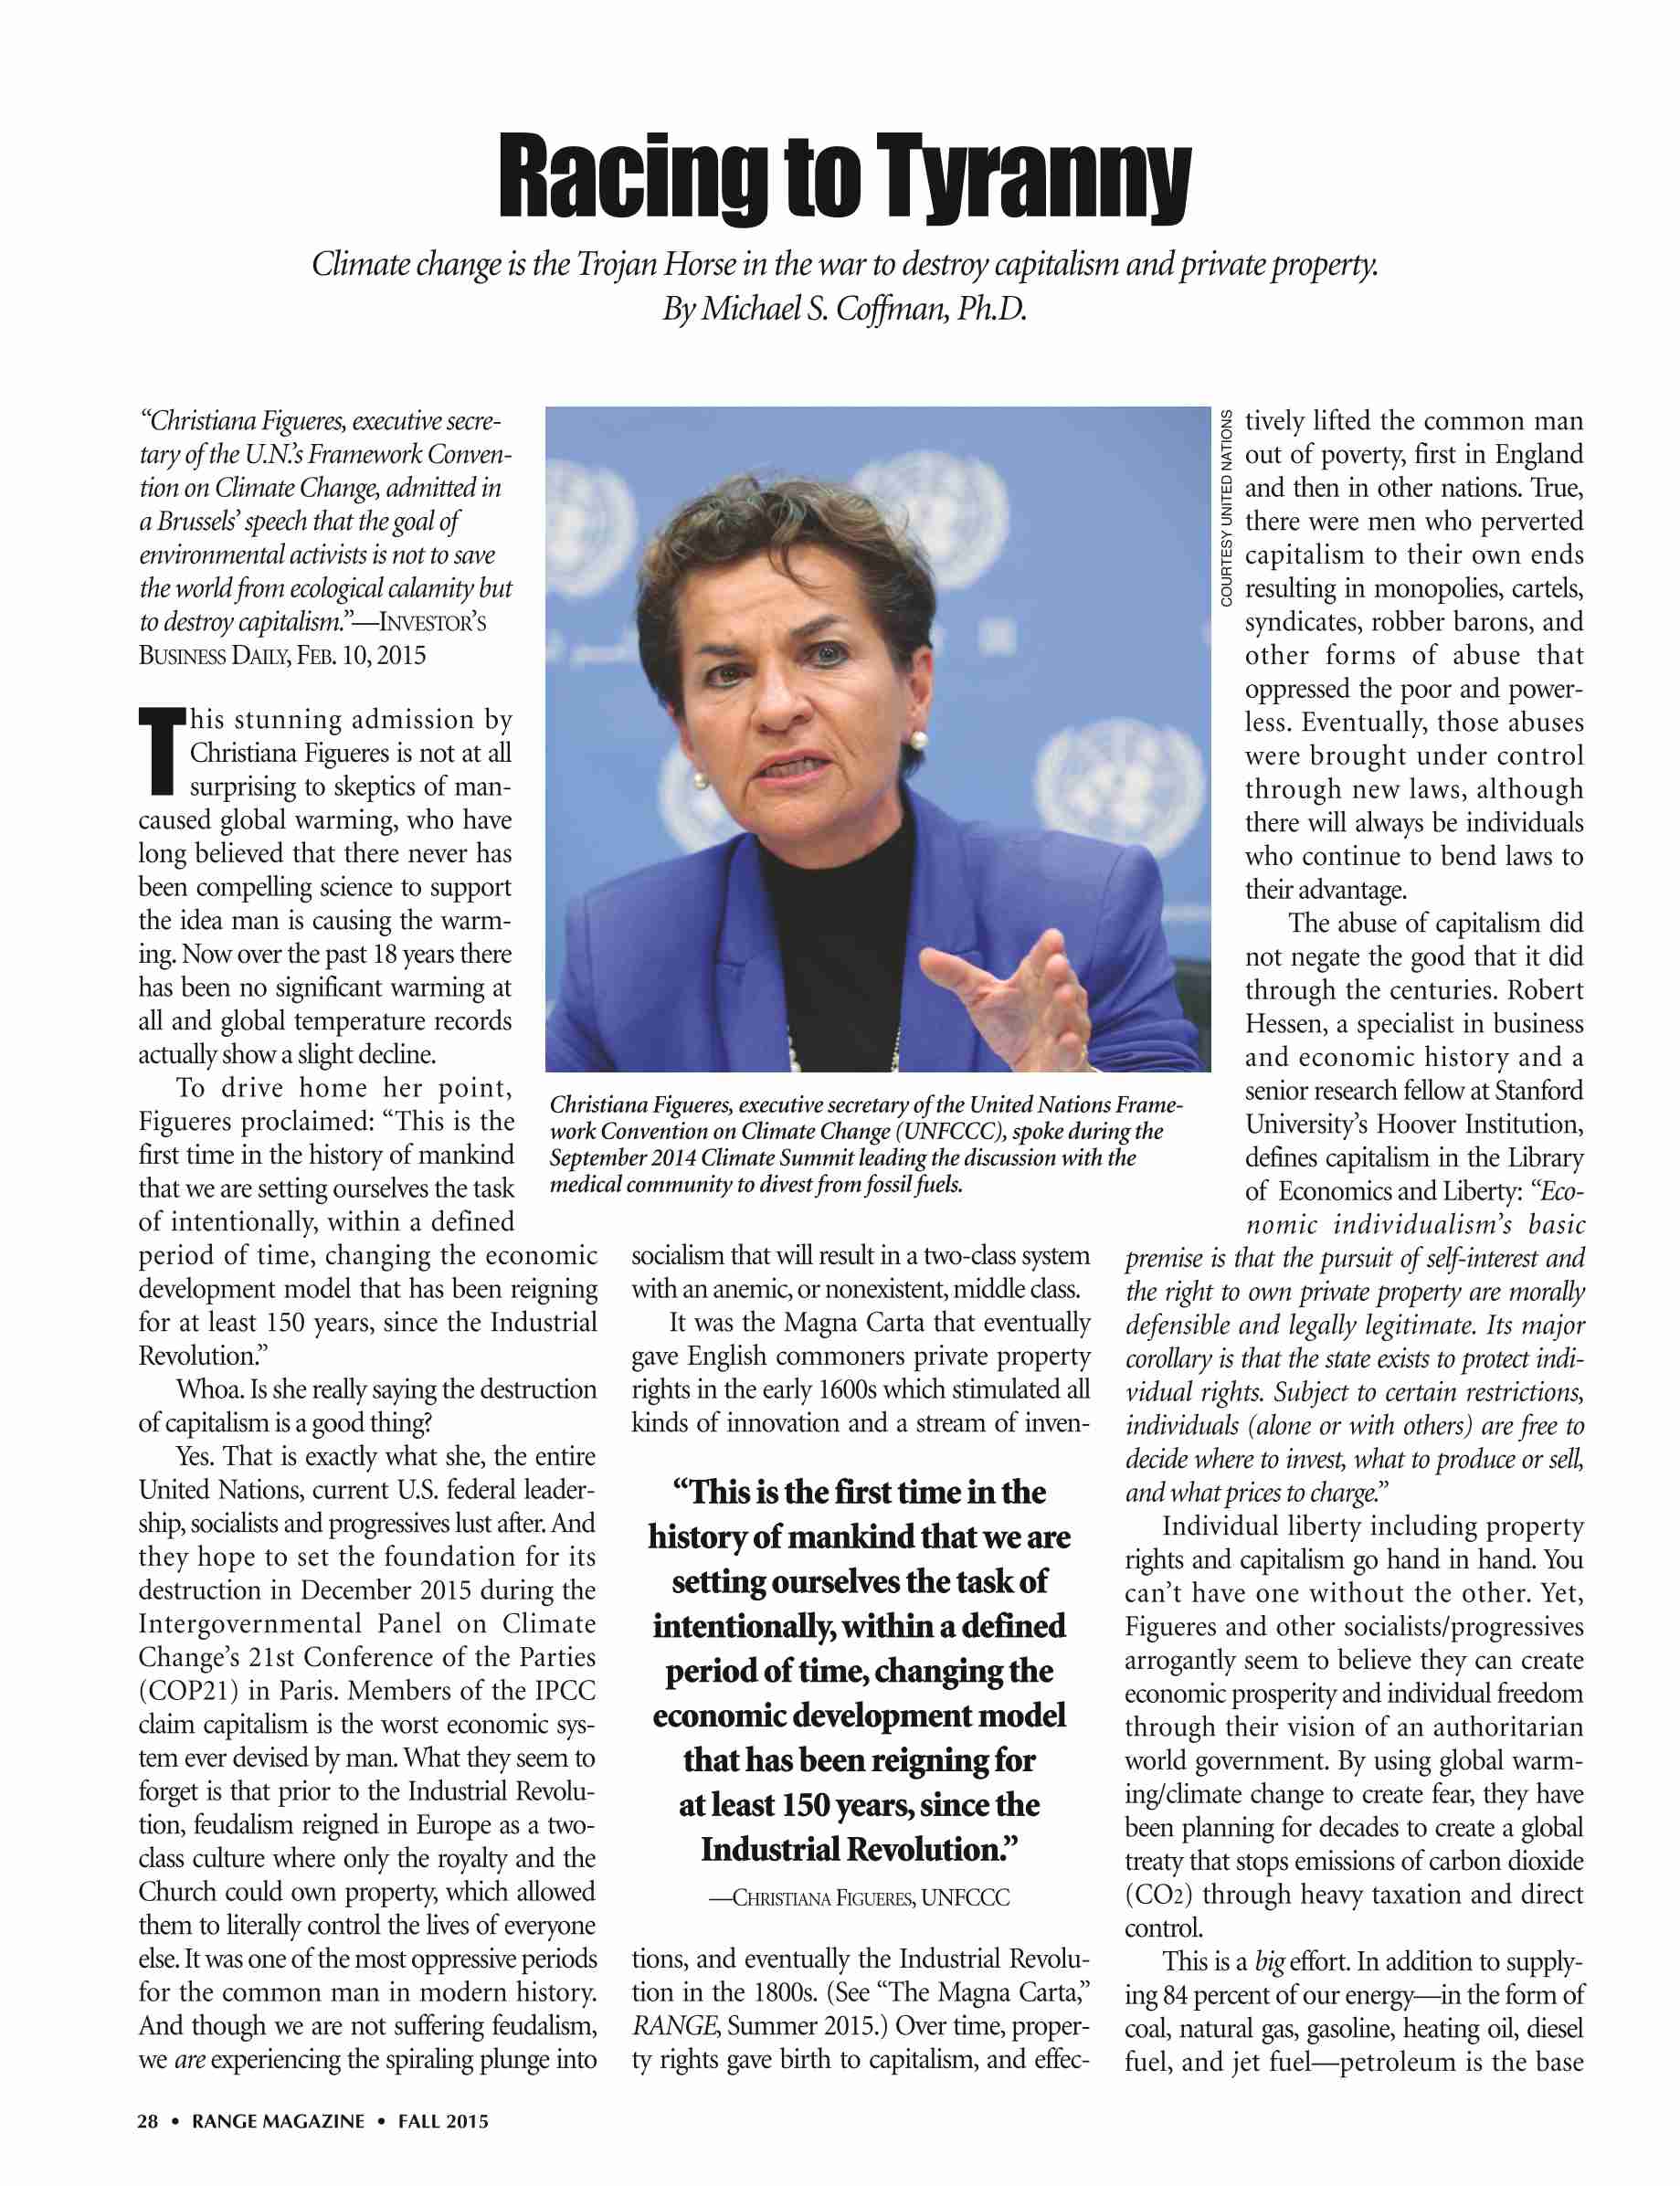 Racing to Tyranny
Climate change is the Trojan Horse in the war to destroy capitalism and private property.
By Michael S. Coffman, Ph.D.
“Christiana Figueres, executive secre-
tary of the U.N.’s Framework Conven-
tion on Climate Change, admitted in
a Brussels’ speech that the goal of
environmental activists is not to save
the world from ecological calamity but
to destroy capitalism.”—INVESTOR’S
BUSINESS DAILY, FEB. 10, 2015
This stunning admission by
Christiana Figueres is not at all
surprising to skeptics of man-
caused global warming, who have
long believed that there never has
been compelling science to support
the idea man is causing the warm-
ing. Now over the past 18 years there
has been no significant warming at
all and global temperature records
actually show a slight decline.
To drive home her point,
Figueres proclaimed: “This is the
first time in the history of mankind
that we are setting ourselves the task
of intentionally, within a defined
period of time, changing the economic
development model that has been reigning
for at least 150 years, since the Industrial
Revolution.”
Whoa. Is she really saying the destruction
of capitalism is a good thing?
Yes. That is exactly what she, the entire
United Nations, current U.S. federal leader-
ship, socialists and progressives lust after. And
they hope to set the foundation for its
destruction in December 2015 during the
Intergovernmental Panel on Climate
Change’s 21st Conference of the Parties
(COP21) in Paris. Members of the IPCC
claim capitalism is the worst economic sys-
tem ever devised by man. What they seem to
forget is that prior to the Industrial Revolu-
tion, feudalism reigned in Europe as a two-
class culture where only the royalty and the
Church could own property, which allowed
them to literally control the lives of everyone
else. It was one of the most oppressive periods
for the common man in modern history.
And though we are not suffering feudalism,
we are experiencing the spiraling plunge into
COURTESY UNITED NATIONS
Christiana Figueres, executive secretary of the United Nations Frame-
work Convention on Climate Change (UNFCCC), spoke during the
September 2014 Climate Summit leading the discussion with the
medical community to divest from fossil fuels.
socialism that will result in a two-class system
with an anemic, or nonexistent, middle class.
It was the Magna Carta that eventually
gave English commoners private property
rights in the early 1600s which stimulated all
kinds of innovation and a stream of inven-
“This is the first time in the
history of mankind that we are
setting ourselves the task of
intentionally, within a defined
period of time, changing the
economic development model
that has been reigning for
at least 150 years, since the
Industrial Revolution.”
—CHRISTIANA FIGUERES, UNFCCC
tions, and eventually the Industrial Revolu-
tion in the 1800s. (See “The Magna Carta,”
RANGE, Summer 2015.) Over time, proper-
ty rights gave birth to capitalism, and effec-
tively lifted the common man
out of poverty, first in England
and then in other nations. True,
there were men who perverted
capitalism to their own ends
resulting in monopolies, cartels,
syndicates, robber barons, and
other forms of abuse that
oppressed the poor and power-
less. Eventually, those abuses
were brought under control
through new laws, although
there will always be individuals
who continue to bend laws to
their advantage.
The abuse of capitalism did
not negate the good that it did
through the centuries. Robert
Hessen, a specialist in business
and economic history and a
senior research fellow at Stanford
University’s Hoover Institution,
defines capitalism in the Library
of Economics and Liberty: “Eco-
nomic individualism’s basic
premise is that the pursuit of self-interest and
the right to own private property are morally
defensible and legally legitimate. Its major
corollary is that the state exists to protect indi-
vidual rights. Subject to certain restrictions,
individuals (alone or with others) are free to
decide where to invest, what to produce or sell,
and what prices to charge.”
Individual liberty including property
rights and capitalism go hand in hand. You
can’t have one without the other. Yet,
Figueres and other socialists/progressives
arrogantly seem to believe they can create
economic prosperity and individual freedom
through their vision of an authoritarian
world government. By using global warm-
ing/climate change to create fear, they have
been planning for decades to create a global
treaty that stops emissions of carbon dioxide
(CO2) through heavy taxation and direct
control.
This is a big effort. In addition to supply-
ing 84 percent of our energy—in the form of
coal, natural gas, gasoline, heating oil, diesel
fuel, and jet fuel—petroleum is the base
28 • RANGE MAGAZINE • FALL 2015